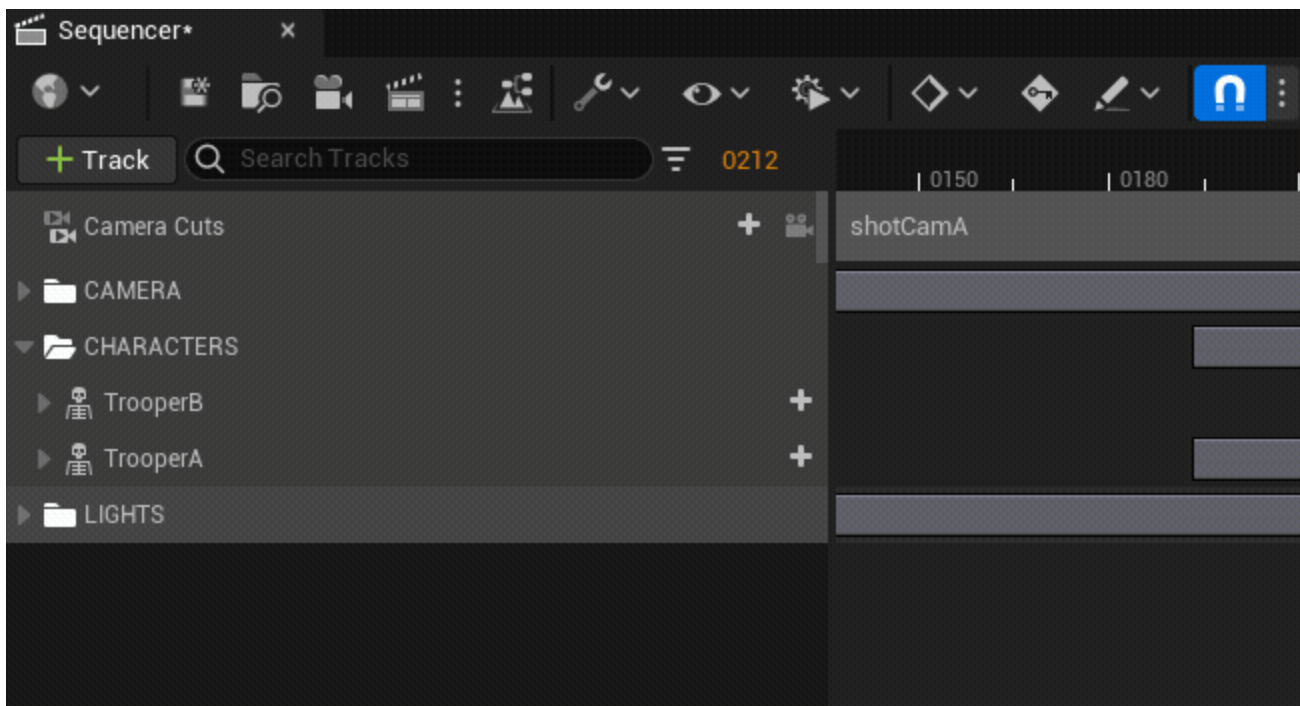 Sequencer*
Track Search Tracks 0212 0150 0180
Camera Cuts shotCamA
CAMERA
CHARACTERS
TrooperB
TrooperA
LIGHTS